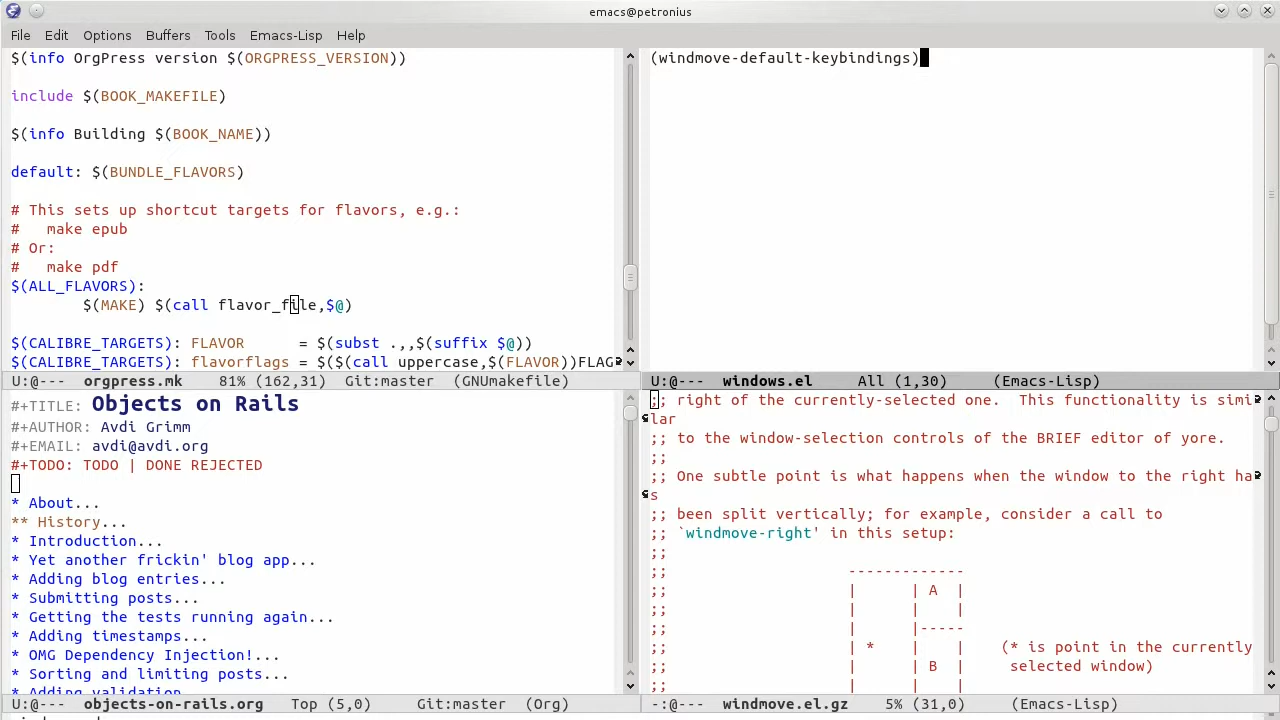 emacs@petronius
File Edit Options Buffers Tools Emacs-Lisp Help
$(info OrgPress version $(ORGPRESS_VERSION))
include $(BOOK_MAKEFILE)
$(info Building $(BOOK_NAME))
default: $(BUNDLE_FLAVORS)
# This sets up shortcut targets for flavors, e.g.:
#   make epub
# Or:
#   make pdf
$(ALL_FLAVORS):
        $(MAKE) $(call flavor_file,$@)
$(CALIBRE_TARGETS): FLAVOR      = $(subst .,,$(suffix $@))
$(CALIBRE_TARGETS): flavorflags = $($(call uppercase,$(FLAVOR))FLAG
U:@---  orgpress.mk    81% (162,31)  Git:master  (GNUmakefile)
(windmove-default-keybindings)
U:@---  windows.el     All (1,30)     (Emacs-Lisp)
#+TITLE: Objects on Rails
#+AUTHOR: Avdi Grimm
#+EMAIL: avdi@avdi.org
#+TODO: TODO | DONE REJECTED
* About...
** History...
* Introduction...
* Yet another frickin' blog app...
* Adding blog entries...
* Submitting posts...
* Getting the tests running again...
* Adding timestamps...
* OMG Dependency Injection!...
* Sorting and limiting posts...
* Adding validation
U:@---  objects-on-rails.org   Top (5,0)     Git:master  (Org)
;; right of the currently-selected one.  This functionality is simi
lar
;; to the window-selection controls of the BRIEF editor of yore.
;;
;; One subtle point is what happens when the window to the right ha
s
;; been split vertically; for example, consider a call to
;; `windmove-right' in this setup:
;;
;;                    -------------
;;                    |      | A  |
;;                    |      |    |
;;                    |      |-----
;;                    | *    |    |    (* is point in the currently
;;                    |      | B  |     selected window)
;;                    |      |    |
-:@---  windmove.el.gz    5% (31,0)     (Emacs-Lisp)